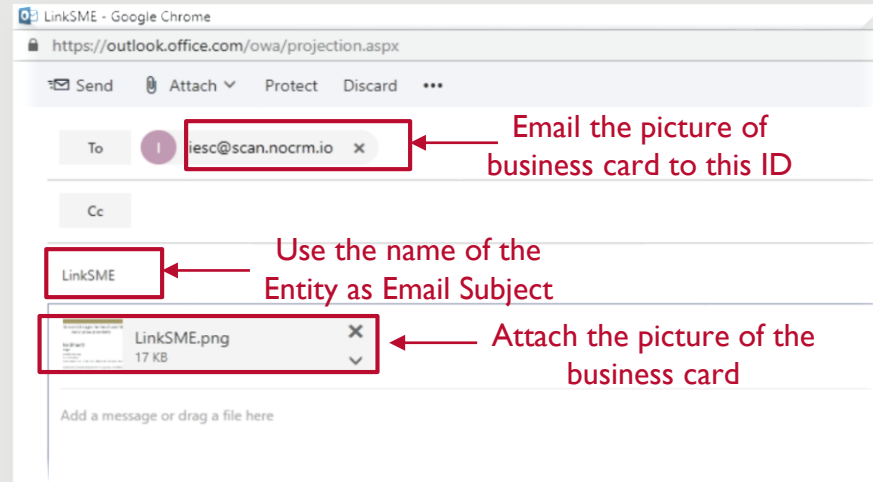 LinkSME - Google Chrome
https://outlook.office.com/owa/projection.aspx
Send Attach Protect Discard •••
To I iesc@scan.nocrm.io ×
Email the picture of
business card to this ID
Cc
Use the name of the
Entity as Email Subject
LinkSME
LinkSME.png
17 KB
Attach the picture of the
business card
Add a message or drag a file here